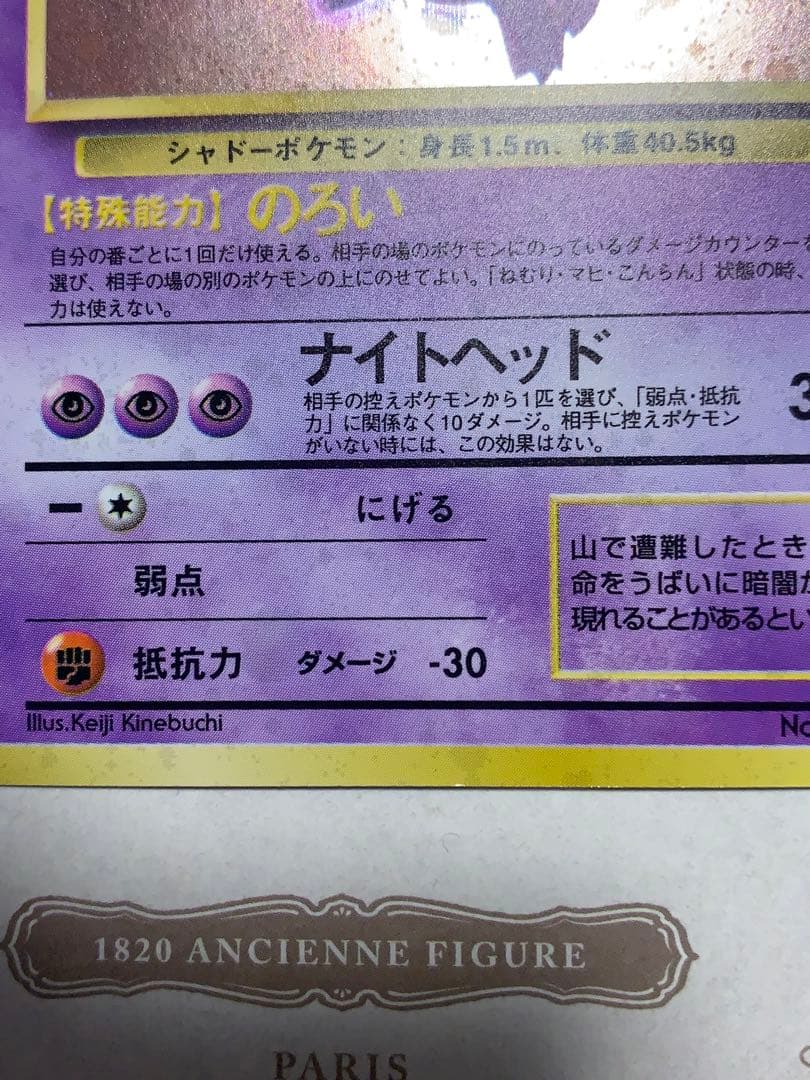 シャドーポケモン：身長1.5m. 体重40.5kg
【特殊能力】のろい
自分の番ごとに1回だけ使える。相手の場のポケモンにのっているダメージカウンターを
選び、相手の場の別のポケモンの上にのせてよい。「ねむり・マヒ・こんらん」状態の時、
力は使えない。
ナイトヘッド
相手の控えポケモンから1匹を選び、「弱点・抵抗
力」に関係なく10ダメージ。相手に控えポケモン
がいない時には、この効果はない。
3
ー にげる
弱点
抵抗力 ダメージ -30
山で遭難したとき
命をうばいに暗闇か
現れることがあるとい
Illus.Keiji Kinebuchi
No
1820 ANCIENNE FIGURE
PARIS